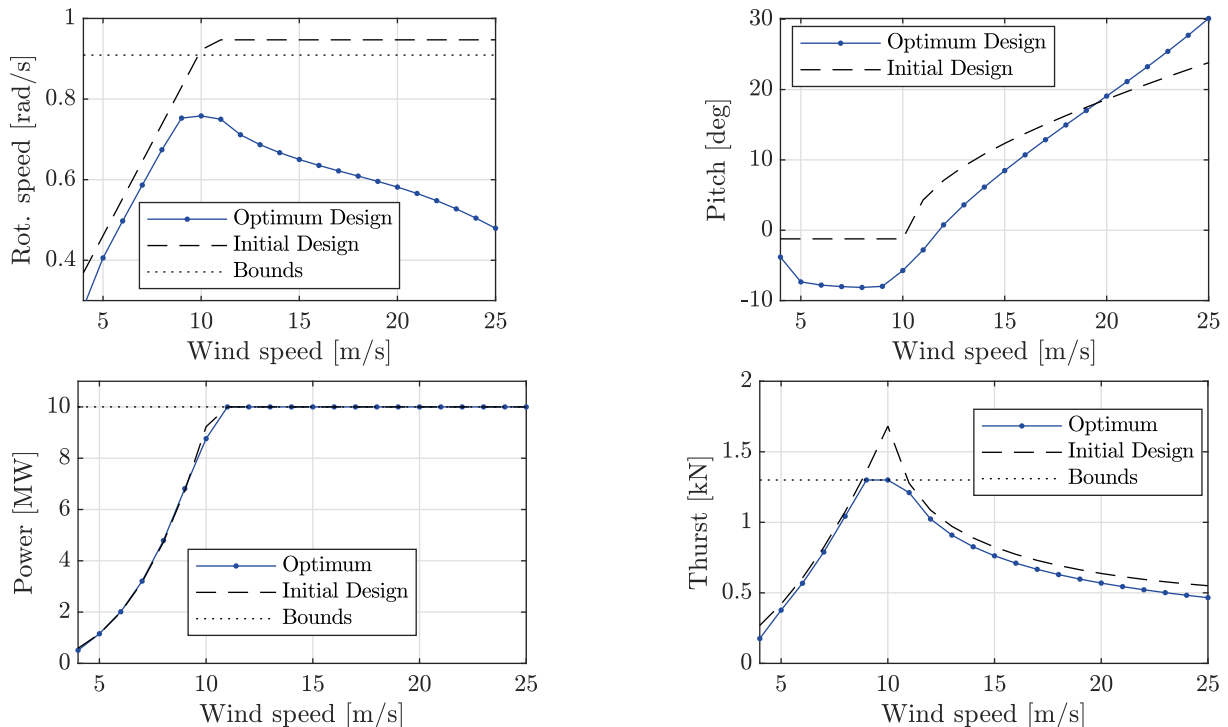 1
0.8
0.6
0.4
Rot. speed [rad/s]
Optimum Design
Initial Design
Bounds
5
10
15
20
25
Wind speed [m/s]
30
20
10
0
-10
Pitch [deg]
Optimum Design
Initial Design
5
10
15
20
25
Wind speed [m/s]
10
8
6
4
2
0
Power [MW]
Optimum
Initial Design
Bounds
5
10
15
20
25
Wind speed [m/s]
2
1.5
1
0.5
0
Thurst [kN]
Optimum
Initial Design
Bounds
5
10
15
20
25
Wind speed [m/s]